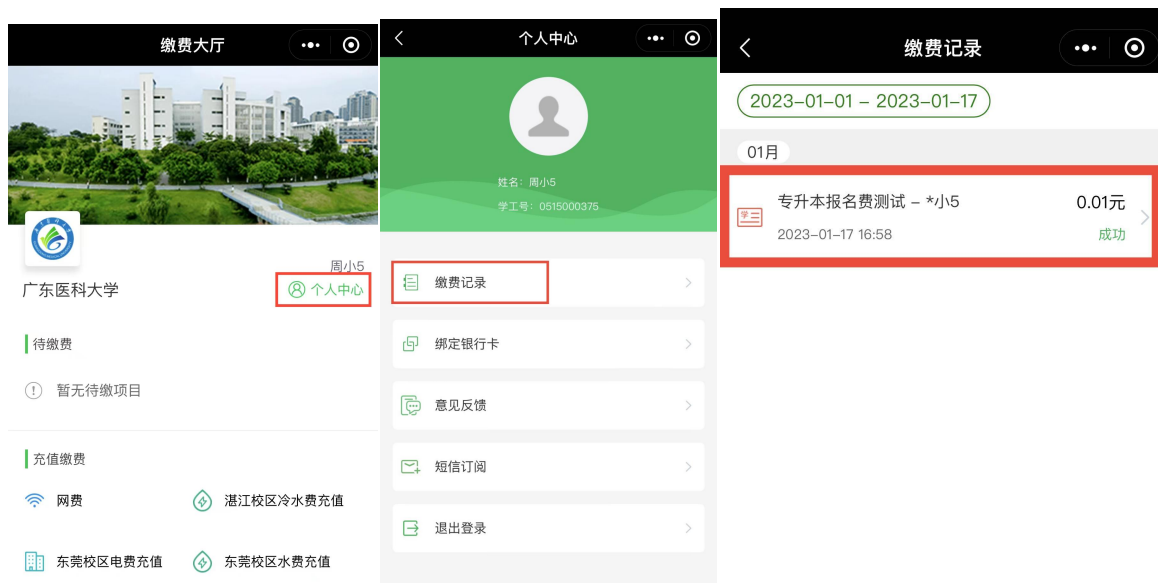 缴费大厅
周小5
广东医科大学
个人中心
待缴费
暂无待缴项目
充值缴费
网费
湛江校区冷水费充值
东莞校区电费充值
东莞校区水费充值
个人中心
姓名：周小5
学工号：0515000375
缴费记录
绑定银行卡
意见反馈
短信订阅
退出登录
缴费记录
2023-01-01 - 2023-01-17
01月
专升本报名费测试 - *小5
0.01元
2023-01-17 16:58
成功